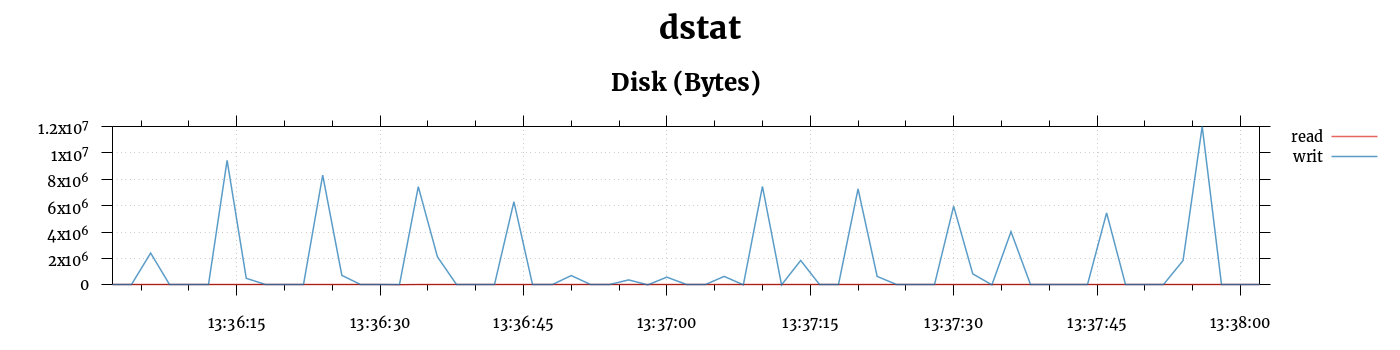 dstat
Disk (Bytes)
1.2x10⁷
1x10⁷
8x10⁶
6x10⁶
4x10⁶
2x10⁶
0
read
writ
13:36:15 13:36:30 13:36:45 13:37:00 13:37:15 13:37:30 13:37:45 13:38:00